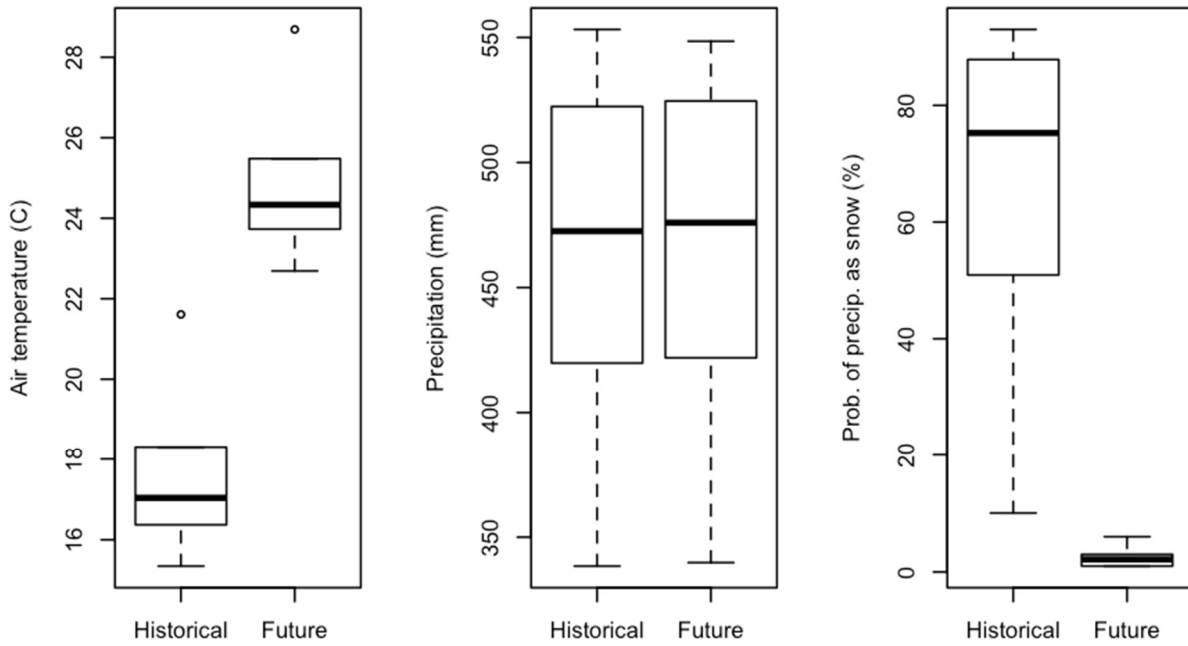 Air temperature (C)
28
26
24
22
20
18
16
Historical
Future
Precipitation (mm)
550
500
450
400
350
Historical
Future
Prob. of precip. as snow (%)
80
60
40
20
0
Historical
Future